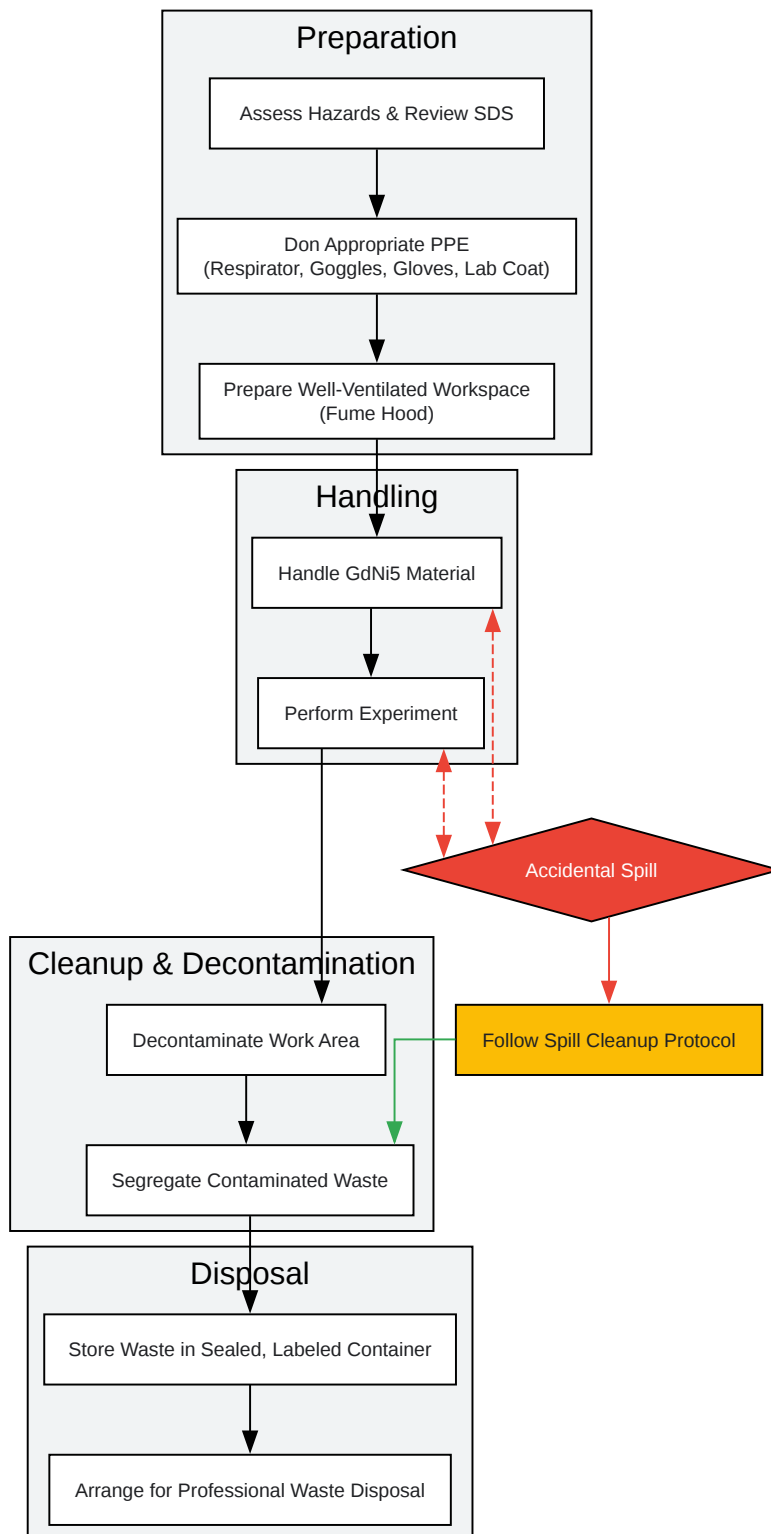 Preparation
Assess Hazards & Review SDS
Don Appropriate PPE
(Respirator, Goggles, Gloves, Lab Coat)
Prepare Well-Ventilated Workspace
(Fume Hood)
Handling
Handle GdNi5 Material
Perform Experiment
Accidental Spill
Cleanup & Decontamination
Decontaminate Work Area
Follow Spill Cleanup Protocol
Segregate Contaminated Waste
Disposal
Store Waste in Sealed, Labeled Container
Arrange for Professional Waste Disposal